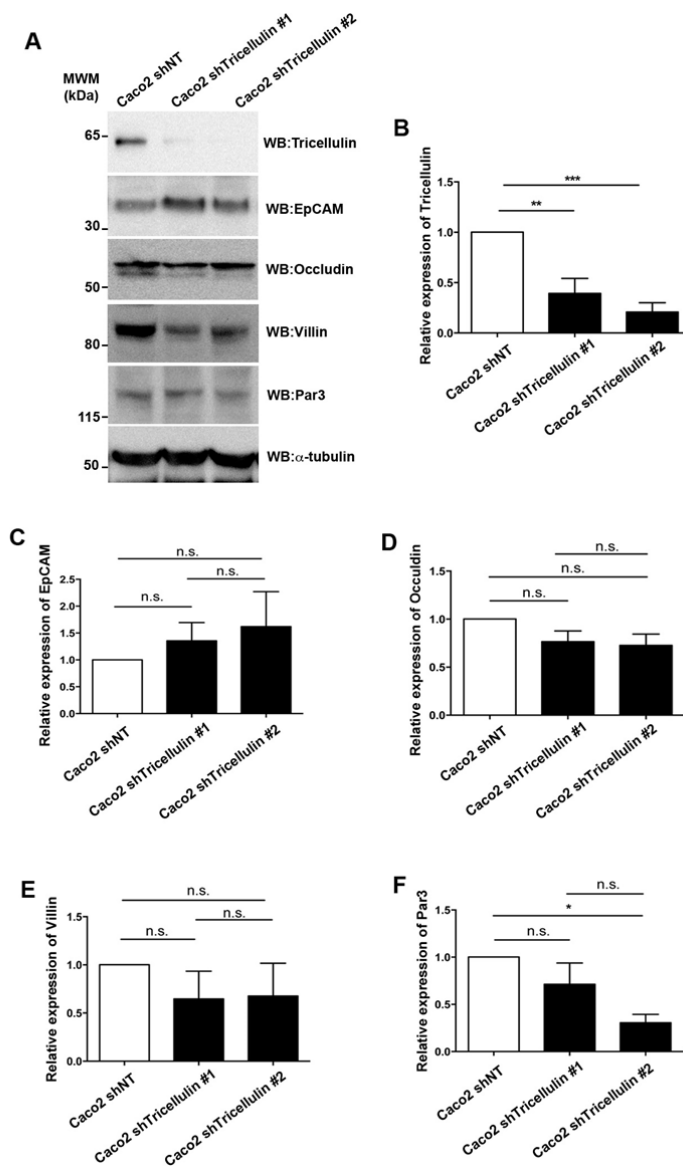 A
MWM
(kDa)
Caco2 shNT
Caco2 shTricellulin #1
Caco2 shTricellulin #2
65
WB:Tricellulin
30
WB:EpCAM
50
WB:Occludin
80
WB:Villin
115
WB:Par3
50
WB:α-tubulin
B
Relative expression of Tricellulin
1.5
1.0
0.5
0.0
***
**
Caco2 shNT
Caco2 shTricellulin #1
Caco2 shTricellulin #2
C
Relative expression of EpCAM
2.5
2.0
1.5
1.0
0.5
0.0
n.s.
n.s.
n.s.
Caco2 shNT
Caco2 shTricellulin #1
Caco2 shTricellulin #2
D
Relative expression of Occuldin
1.5
1.0
0.5
0.0
n.s.
n.s.
n.s.
Caco2 shNT
Caco2 shTricellulin #1
Caco2 shTricellulin #2
E
Relative expression of Villin
1.5
1.0
0.5
0.0
n.s.
n.s.
n.s.
Caco2 shNT
Caco2 shTricellulin #1
Caco2 shTricellulin #2
F
Relative expression of Par3
1.5
1.0
0.5
0.0
n.s.
*
n.s.
Caco2 shNT
Caco2 shTricellulin #1
Caco2 shTricellulin #2